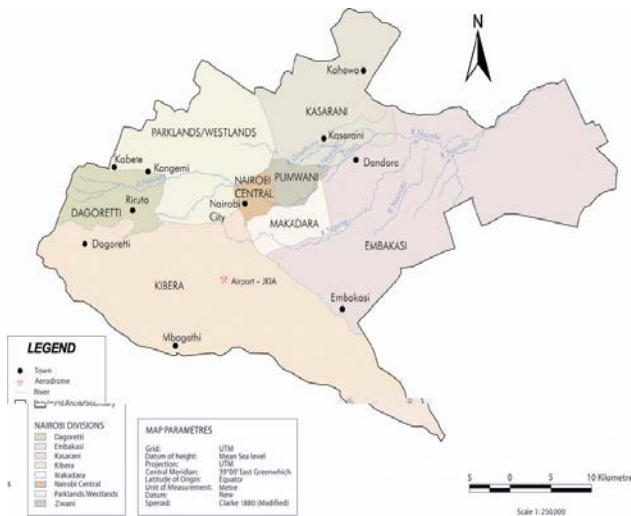 N
Kahawa
KASARANI
PARKLANDS/WESTLANDS
Kasarani
R. Nairobi
Kabete
Kangemi
Dandora
NAIROBI
CENTRAL
PUMWANI
DAGORETTI
Riruta
Nairobi
City
MAKADARA
R. Ngong
Dagoretti
EMBAKASI
KIBERA
Airport - JKIA
Embakasi
Mbagathi
LEGEND
Town
Aerodrome
River
NAIROBI DIVISIONS
Dagoretti
Embakasi
Kasarani
Kibera
Makadara
Nairobi Central
Parklands/Westlands
Ziwani
MAP PARAMETRES
Grid: UTM
Datum of height: Mean Sea level
Projection: UTM
Central Meridian: 39°00' East Greenwhich
Latitude of Origin: Equator
Unit of Measurement: Metre
Datum: New
Speroid: Clarke 1880 (Modified)
s
5 0 5 10 Kilometre
Scale 1: 250,000